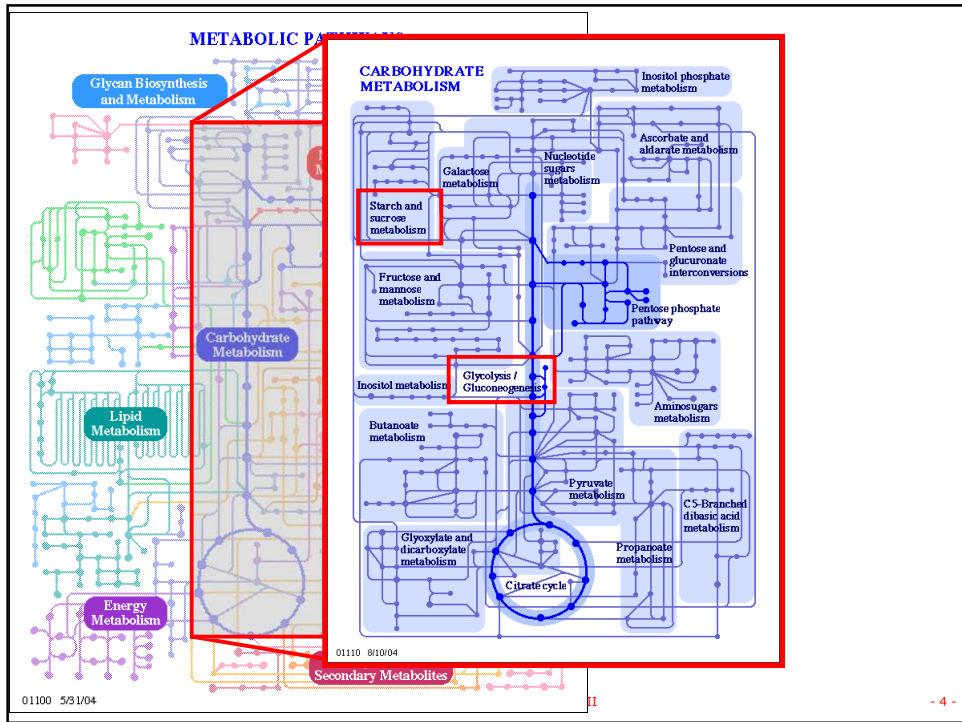 METABOLIC
Glycan Biosynthesis
and Metabolism
Carbohydrate
Metabolism
Lipid
Metabolism
Energy
Metabolism
Secondary Metabolites
01100 5/31/04
CARBOHYDRATE
METABOLISM
Inositol phosphate
metabolism
Ascorbate and
aldarate metabolism
Nucleotide
sugars
metabolism
Galactose
metabolism
Starch and
sucrose
metabolism
Pentose and
glucuronate
interconversions
Fructose and
mannose
metabolism
Pentose phosphate
pathway
Glycolysis /
Gluconeogenesis
Inositol metabolism
Aminosugars
metabolism
Butanoate
metabolism
Pyruvate
metabolism
C5-Branched
dibasic acid
metabolism
Glyoxylate and
dicarboxylate
metabolism
Propanoate
metabolism
Citrate cycle
01110 8/10/04
II
- 4 -